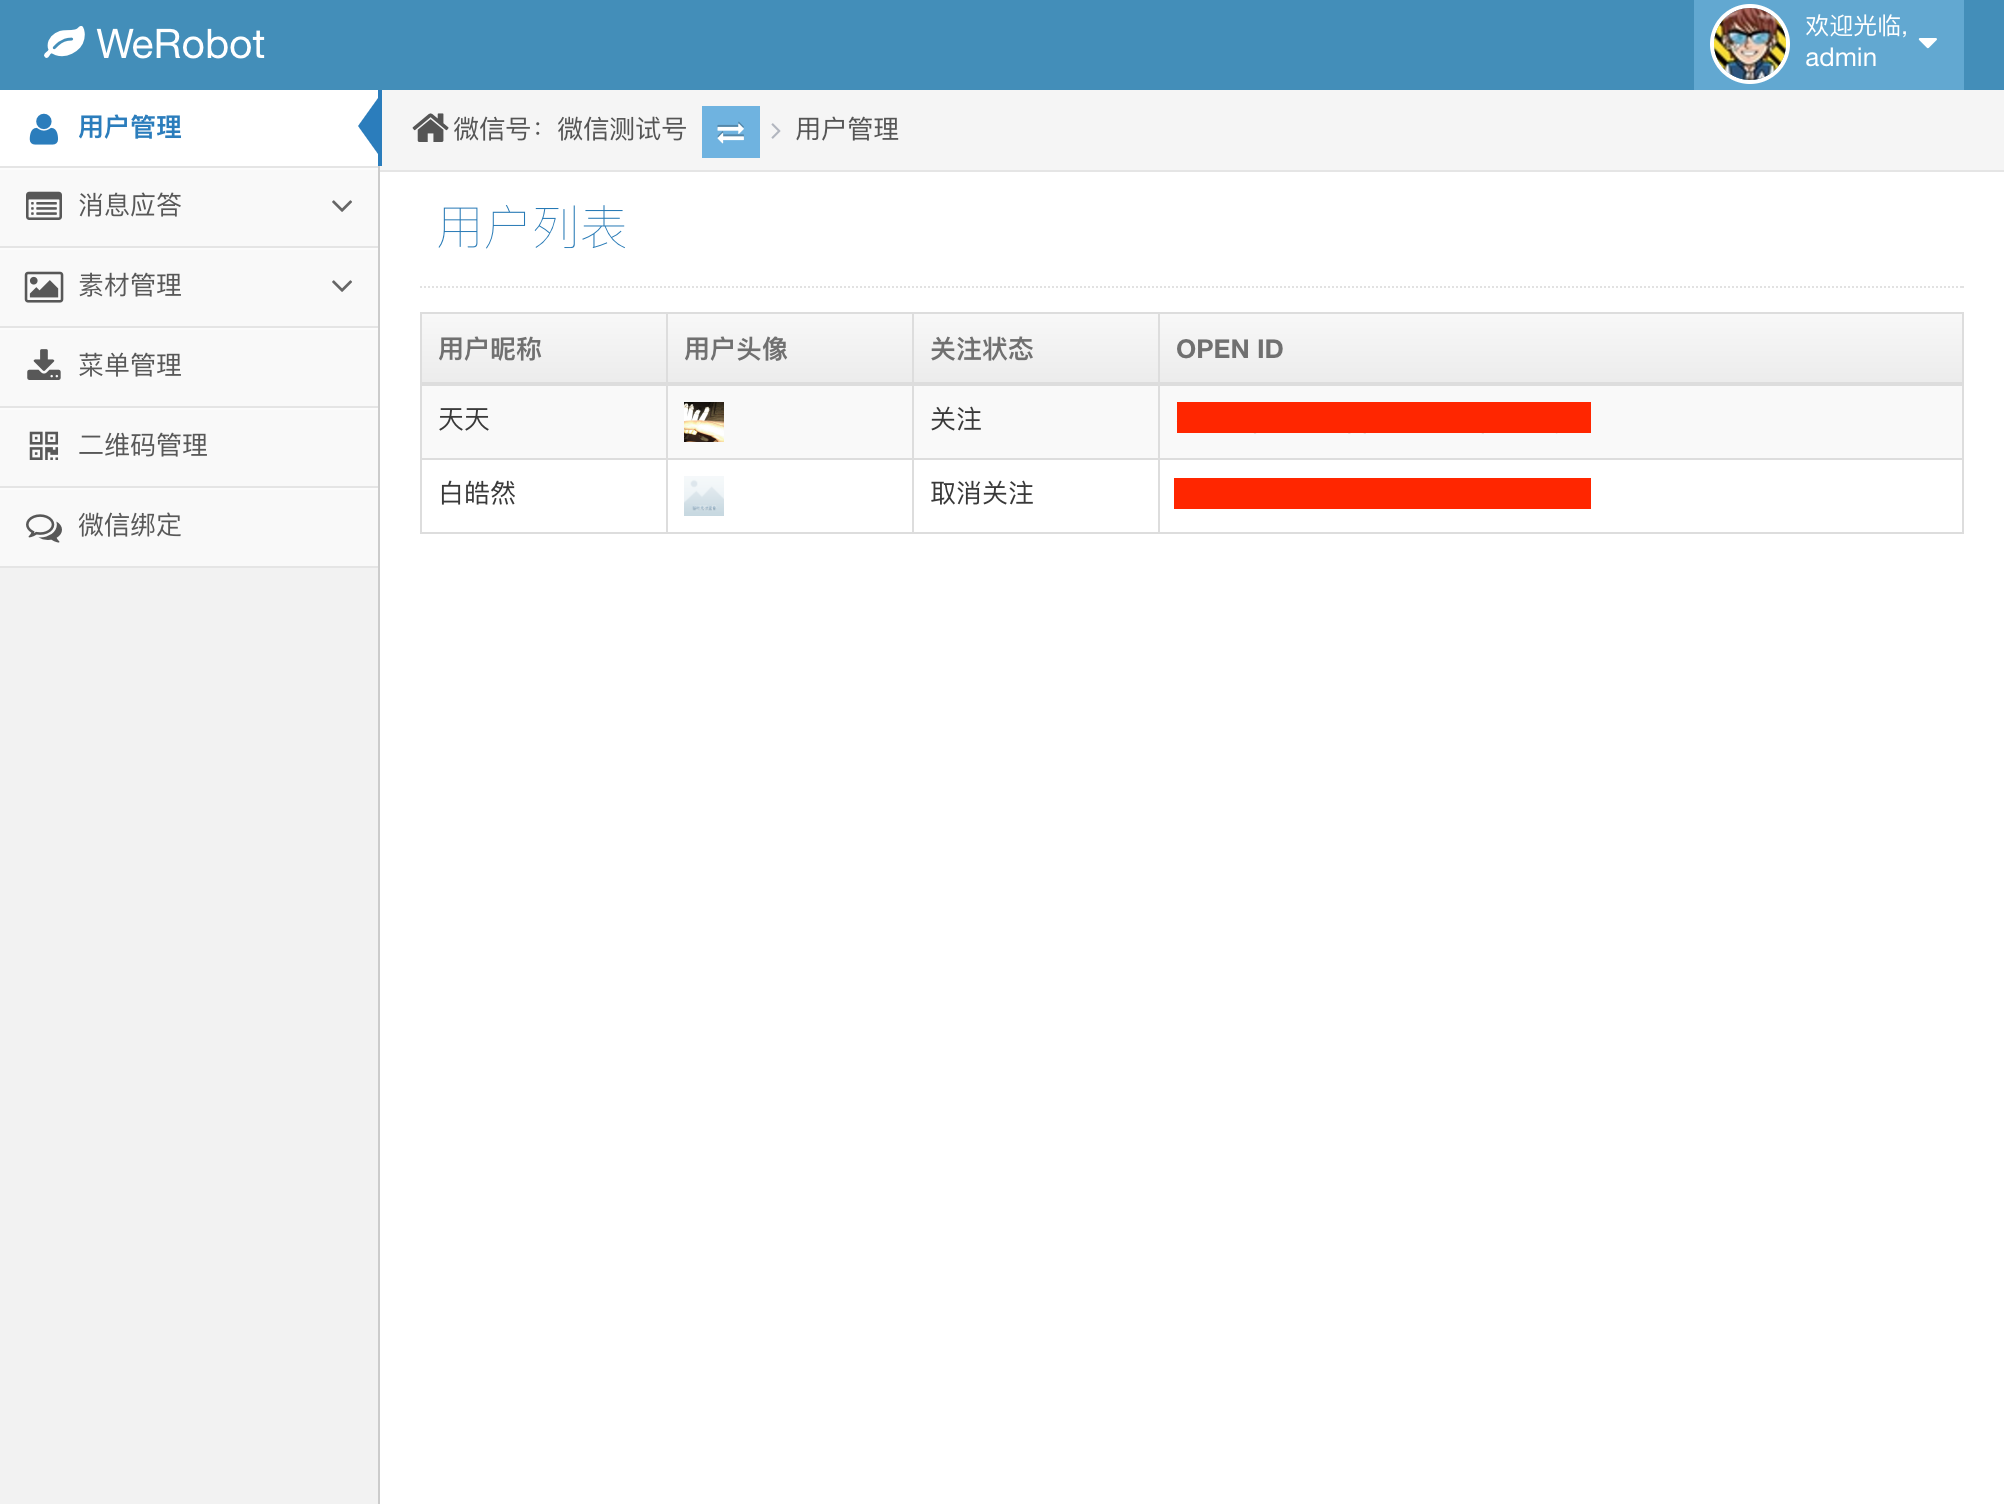 WeRobot
欢迎光临,
admin
用户管理
消息应答
素材管理
菜单管理
二维码管理
微信绑定
微信号：微信测试号
用户管理
用户列表
用户昵称 用户头像 关注状态 OPEN ID
天天 关注
白皓然 取消关注